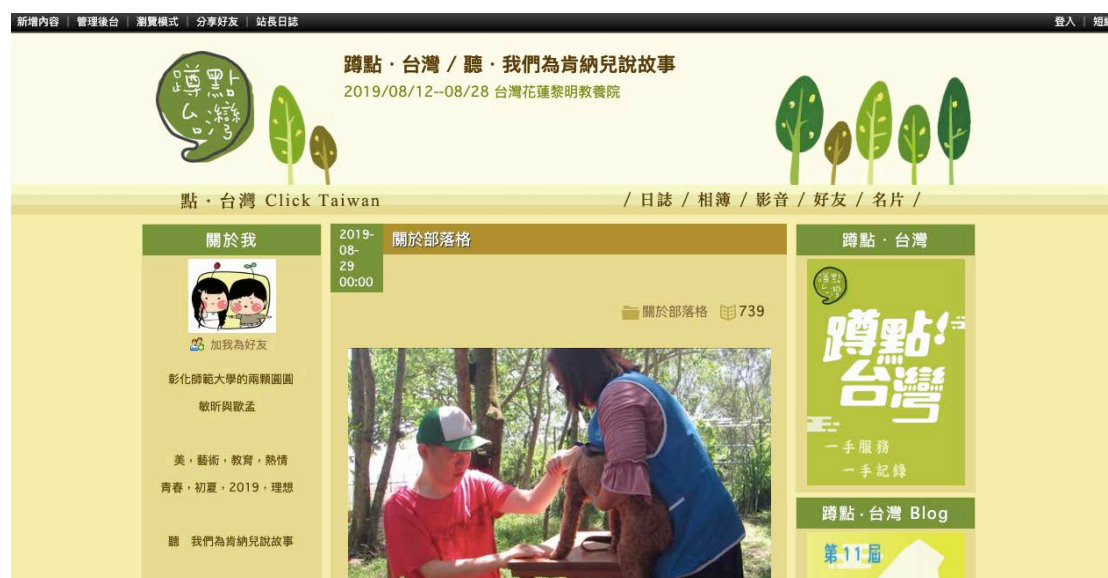 新增內容 | 管理後台 | 瀏覽模式 | 分享好友 | 站長日誌
登入 |
蹲點・台灣 / 聽・我們為肯納兒說故事
2019/08/12--08/28 台灣花蓮黎明教養院
蹲點
台灣
點・台灣 Click Taiwan
/ 日誌 / 相簿 / 影音 / 好友 / 名片 /
關於我
加我為好友
彰化師範大學的兩顆圓圓
敏昕與歐孟
美，藝術，教育，熱情
青春，初夏，2019，理想
聽 我們為肯納兒說故事
2019-
08-
29
00:00
關於部落格
關於部落格 739
蹲點・台灣
蹲點!
台灣
一手服務
一手記錄
蹲點・台灣 Blog
第11屆